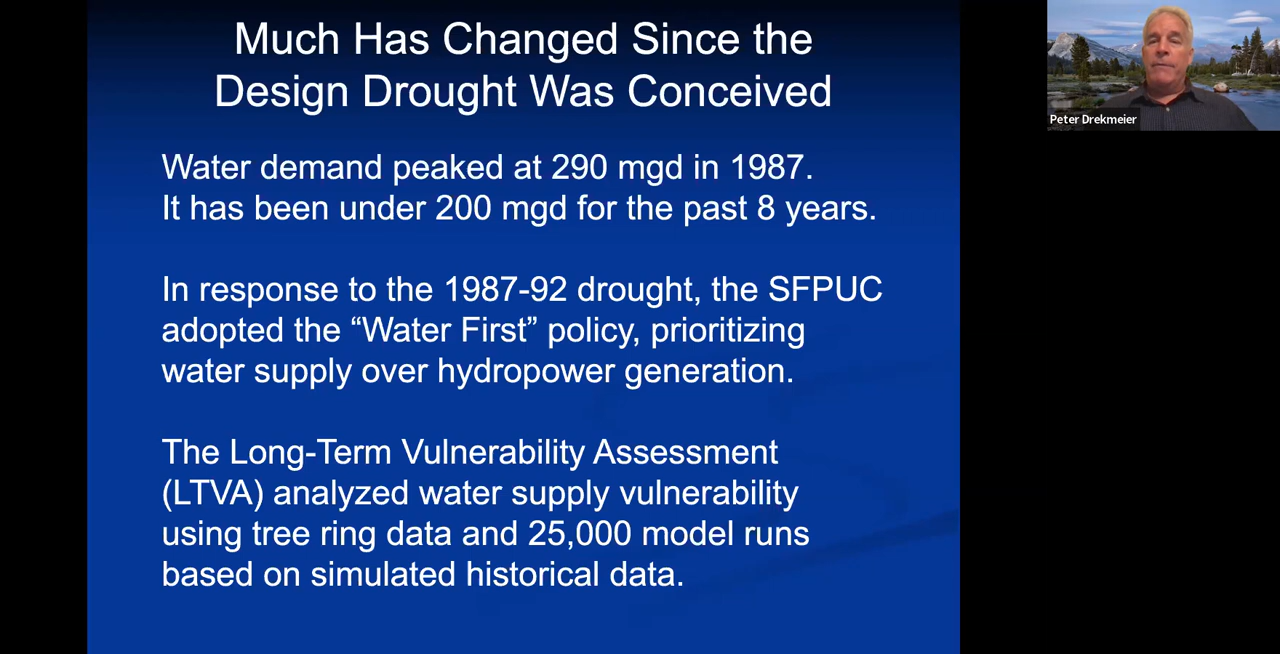 Much Has Changed Since the
Design Drought Was Conceived
Water demand peaked at 290 mgd in 1987.
It has been under 200 mgd for the past 8 years.
In response to the 1987-92 drought, the SFPUC
adopted the “Water First” policy, prioritizing
water supply over hydropower generation.
The Long-Term Vulnerability Assessment
(LTVA) analyzed water supply vulnerability
using tree ring data and 25,000 model runs
based on simulated historical data.
Peter Drekmeier